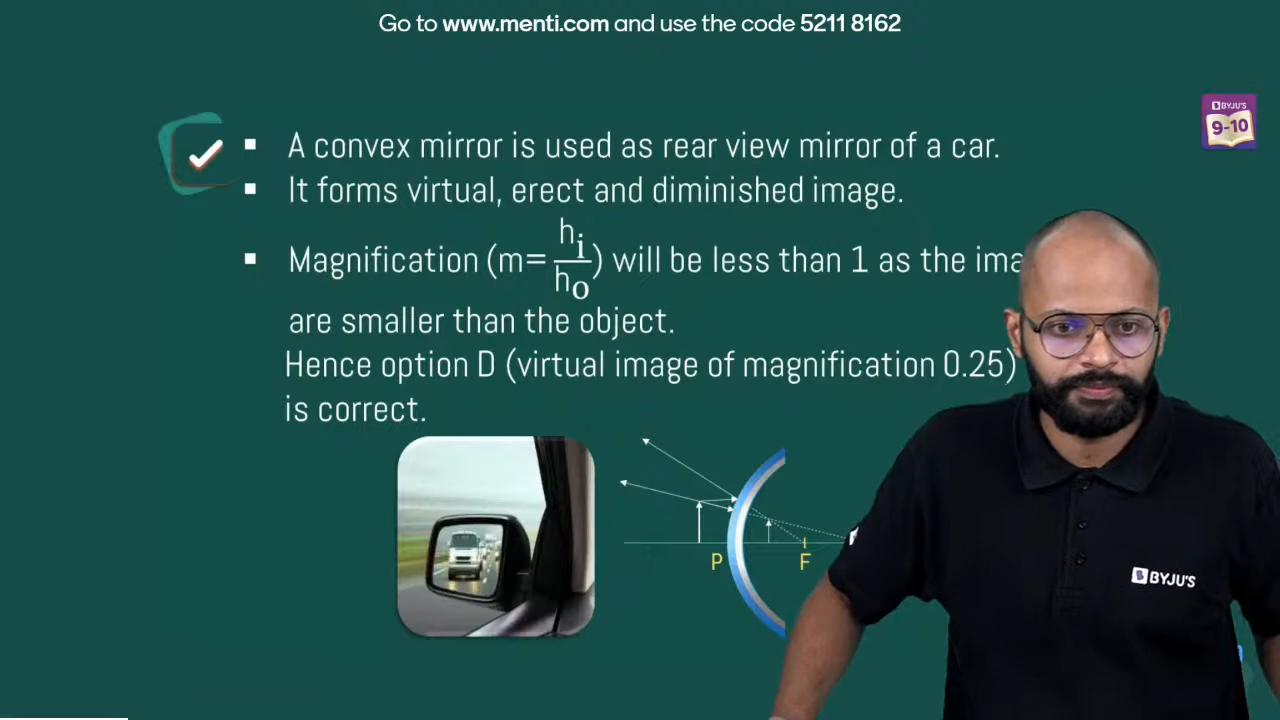 Go to www.menti.com and use the code 5211 8162
BYJU'S
9-10
A convex mirror is used as rear view mirror of a car.
It forms virtual, erect and diminished image.
Magnification (m=hi/ho) will be less than 1 as the
are smaller than the object.
Hence option D (virtual image of magnification 0.25)
is correct.
P
F
BYJU'S